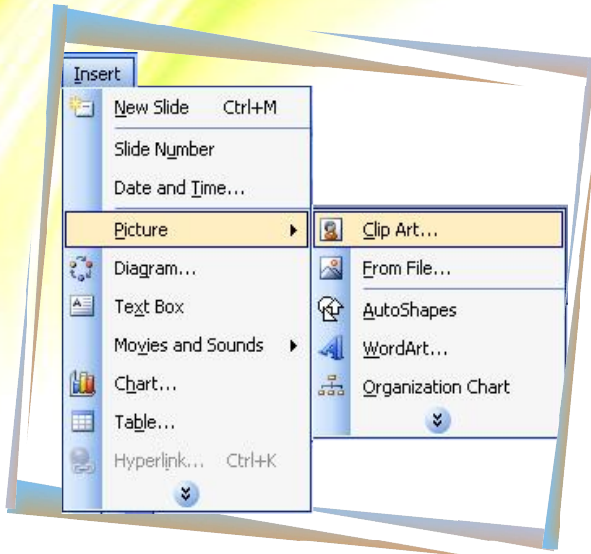 Insert
New Slide Ctrl+M
Slide Number
Date and Time...
Picture
Clip Art...
Diagram...
From File...
Text Box
AutoShapes
Movies and Sounds
WordArt...
Chart...
Organization Chart
Table...
Hyperlink... Ctrl+K